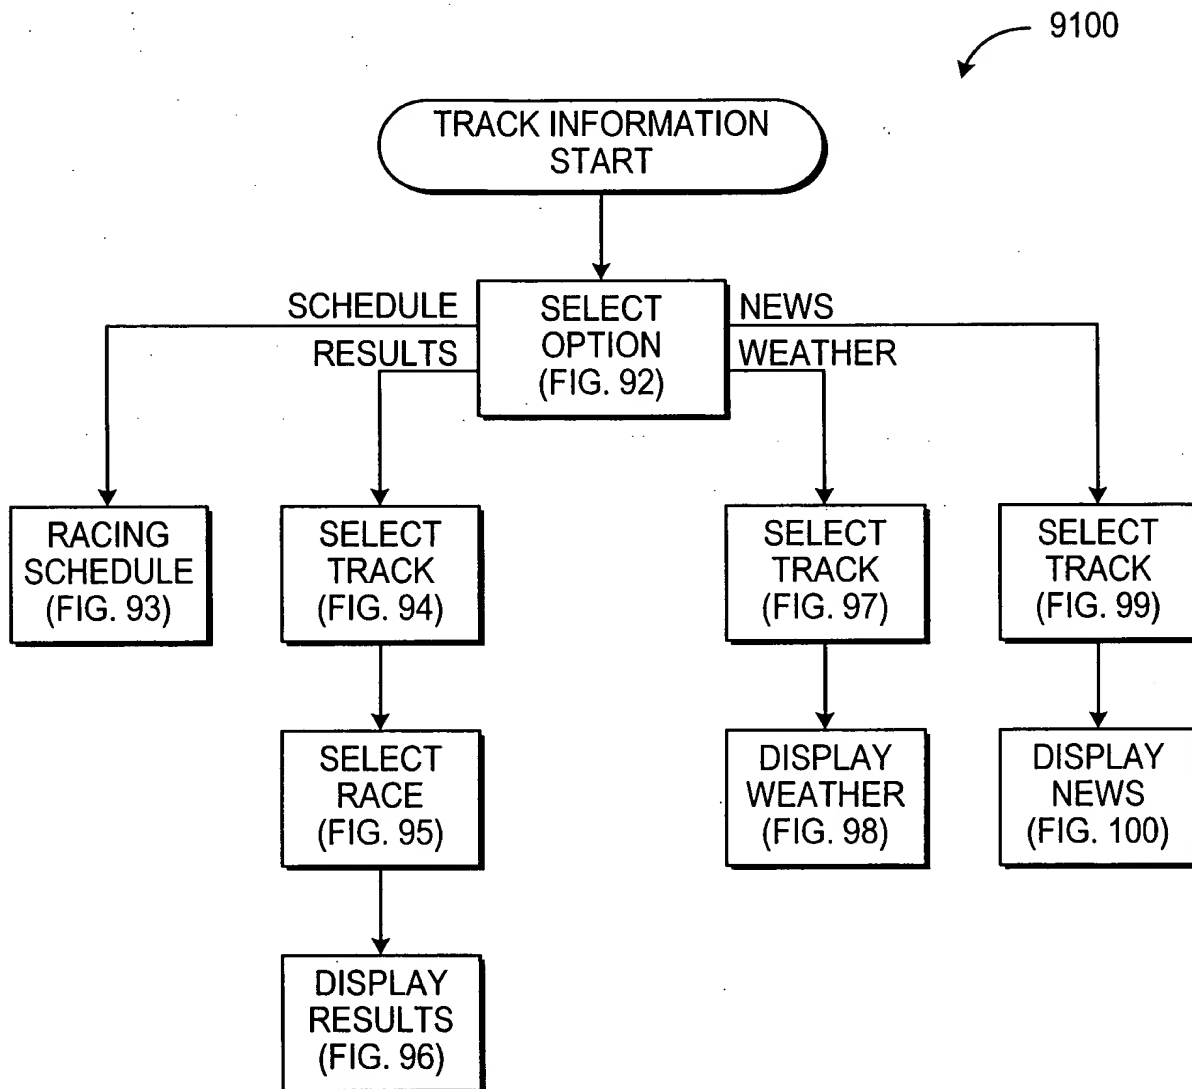 9100
TRACK INFORMATION
START
SCHEDULE
RESULTS
SELECT
OPTION
(FIG. 92)
NEWS
WEATHER
RACING
SCHEDULE
(FIG. 93)
SELECT
TRACK
(FIG. 94)
SELECT
TRACK
(FIG. 97)
SELECT
TRACK
(FIG. 99)
SELECT
RACE
(FIG. 95)
DISPLAY
WEATHER
(FIG. 98)
DISPLAY
NEWS
(FIG. 100)
DISPLAY
RESULTS
(FIG. 96)